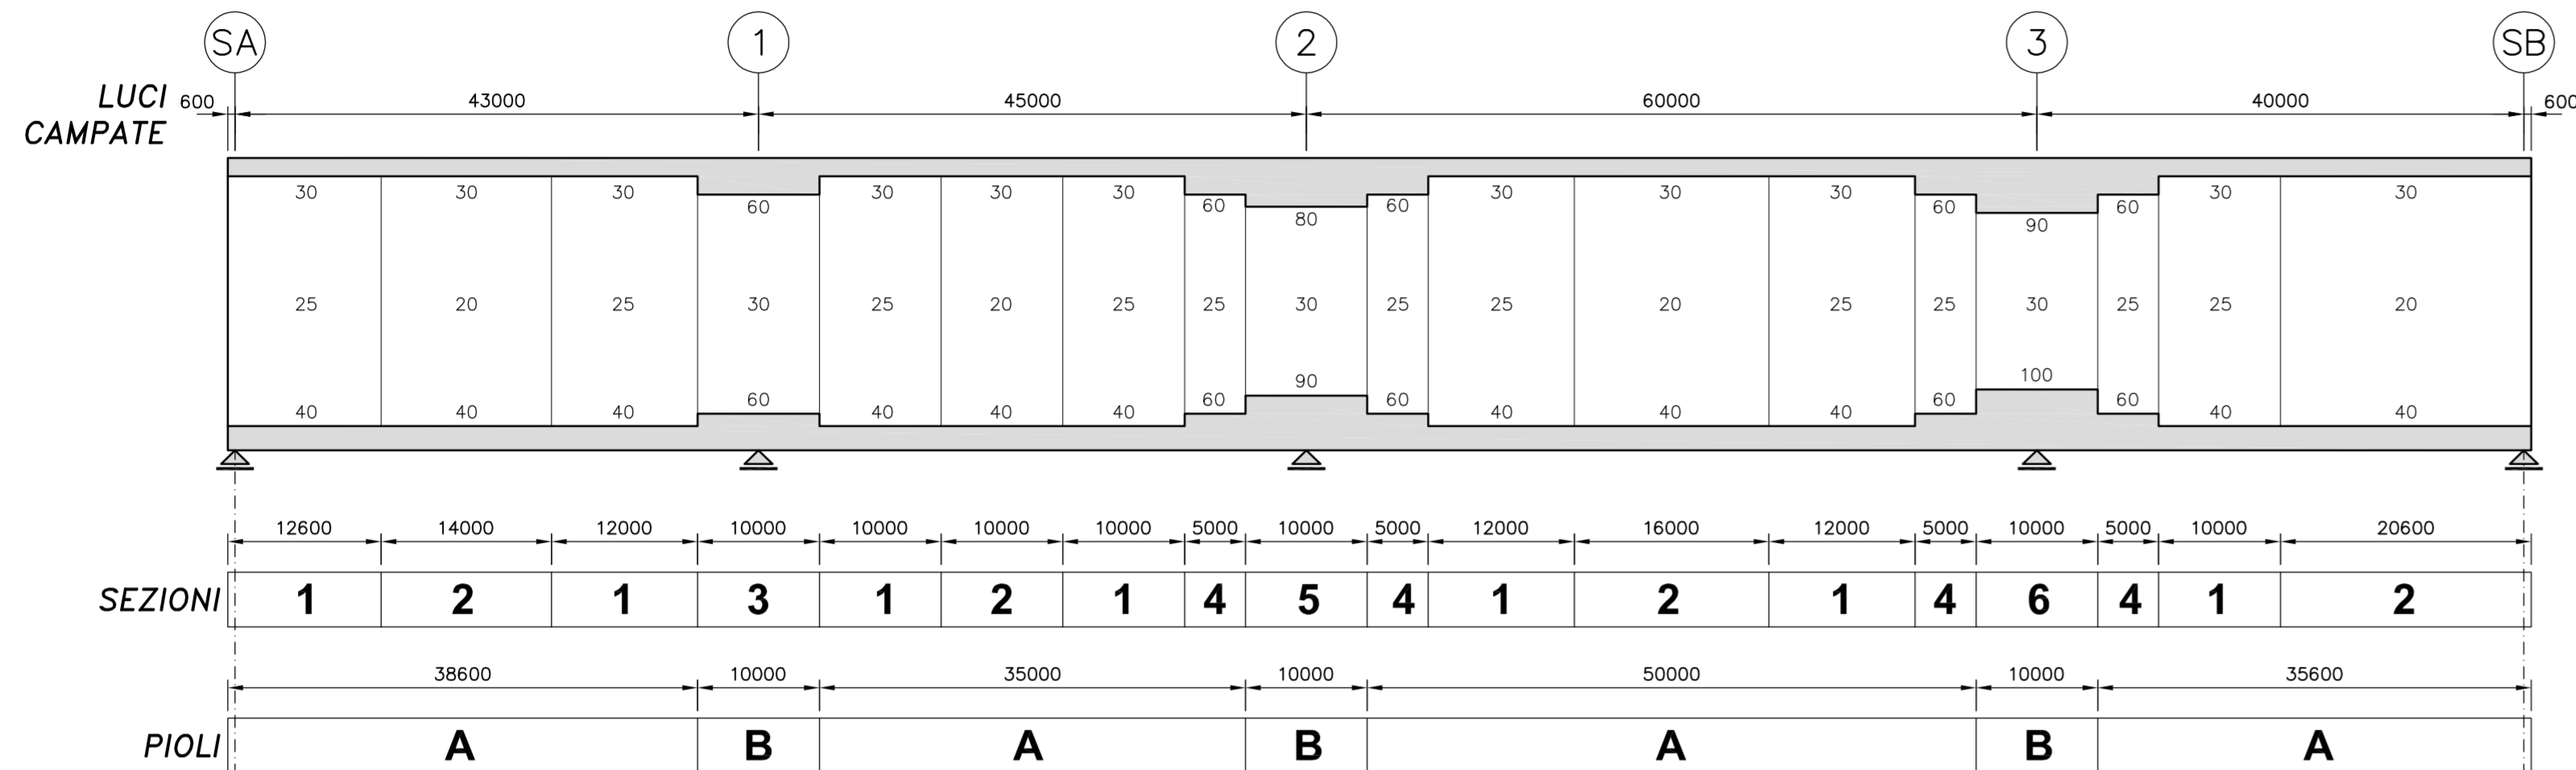 SA 1 2 3 SB
LUCI CAMPATE
600 43000 45000 60000 40000 600
30 30 30 60 30 30 30 60 80 60 30 30 30 60 90 60 30 30
25 20 25 30 25 20 25 25 30 25 25 20 25 25 30 25 25 20
40 40 40 60 40 40 40 60 90 60 40 40 40 60 100 60 40 40
12600 14000 12000 10000 10000 10000 10000 5000 10000 5000 12000 16000 12000 5000 10000 5000 10000 20600
SEZIONI 1 2 1 3 1 2 1 4 5 4 1 2 1 4 6 4 1 2
38600 10000 35000 10000 50000 10000 35600
PIOLI A B A B A B A